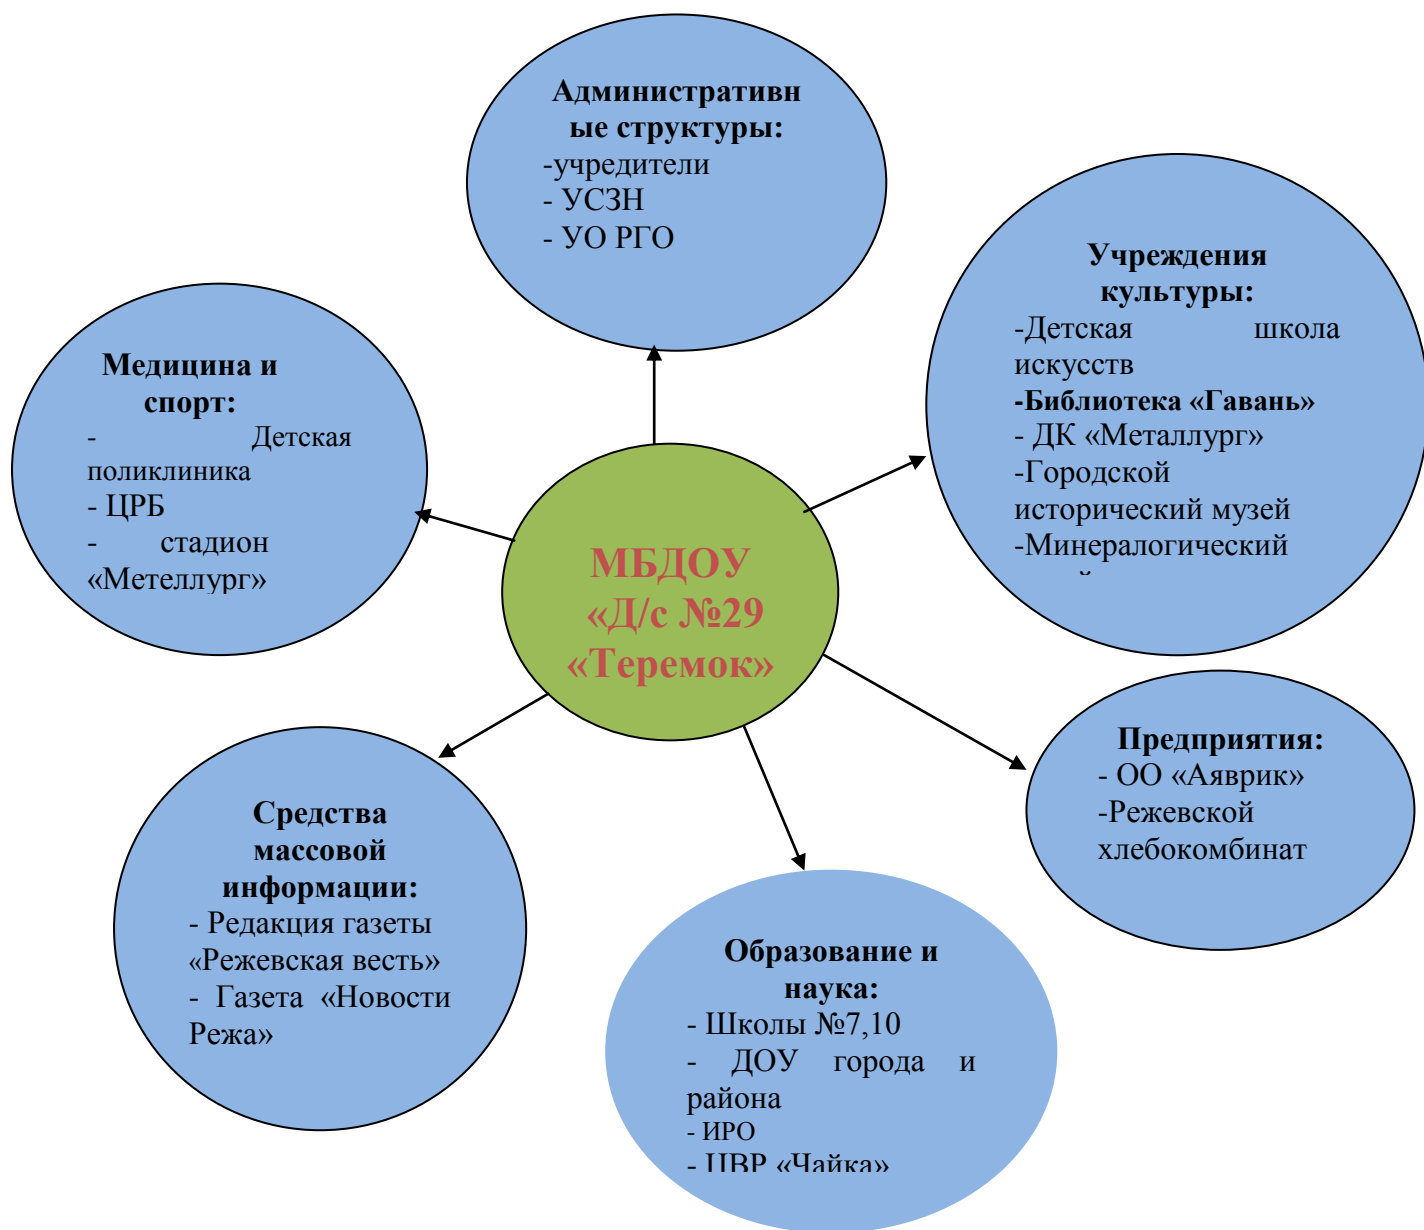 Административн
ые структуры:
-учредители
- УСЗН
- УО РГО
Учреждения
культуры:
-Детская школа
искусств
-Библиотека «Гавань»
- ДК «Металлург»
-Городской
исторический музей
-Минералогический
Медицина и
спорт:
- Детская
поликлиника
- ЦРБ
- стадион
«Метеллург»
МБДОУ
«Д/с №29
«Теремок»
Предприятия:
- ОО «Аяврик»
-Режевской
хлебокомбинат
Средства
массовой
информации:
- Редакция газеты
«Режевская весть»
- Газета «Новости
Режа»
Образование и
наука:
- Школы №7,10
- ДОУ города и
района
- ИРО
- ЦВР «Чайка»